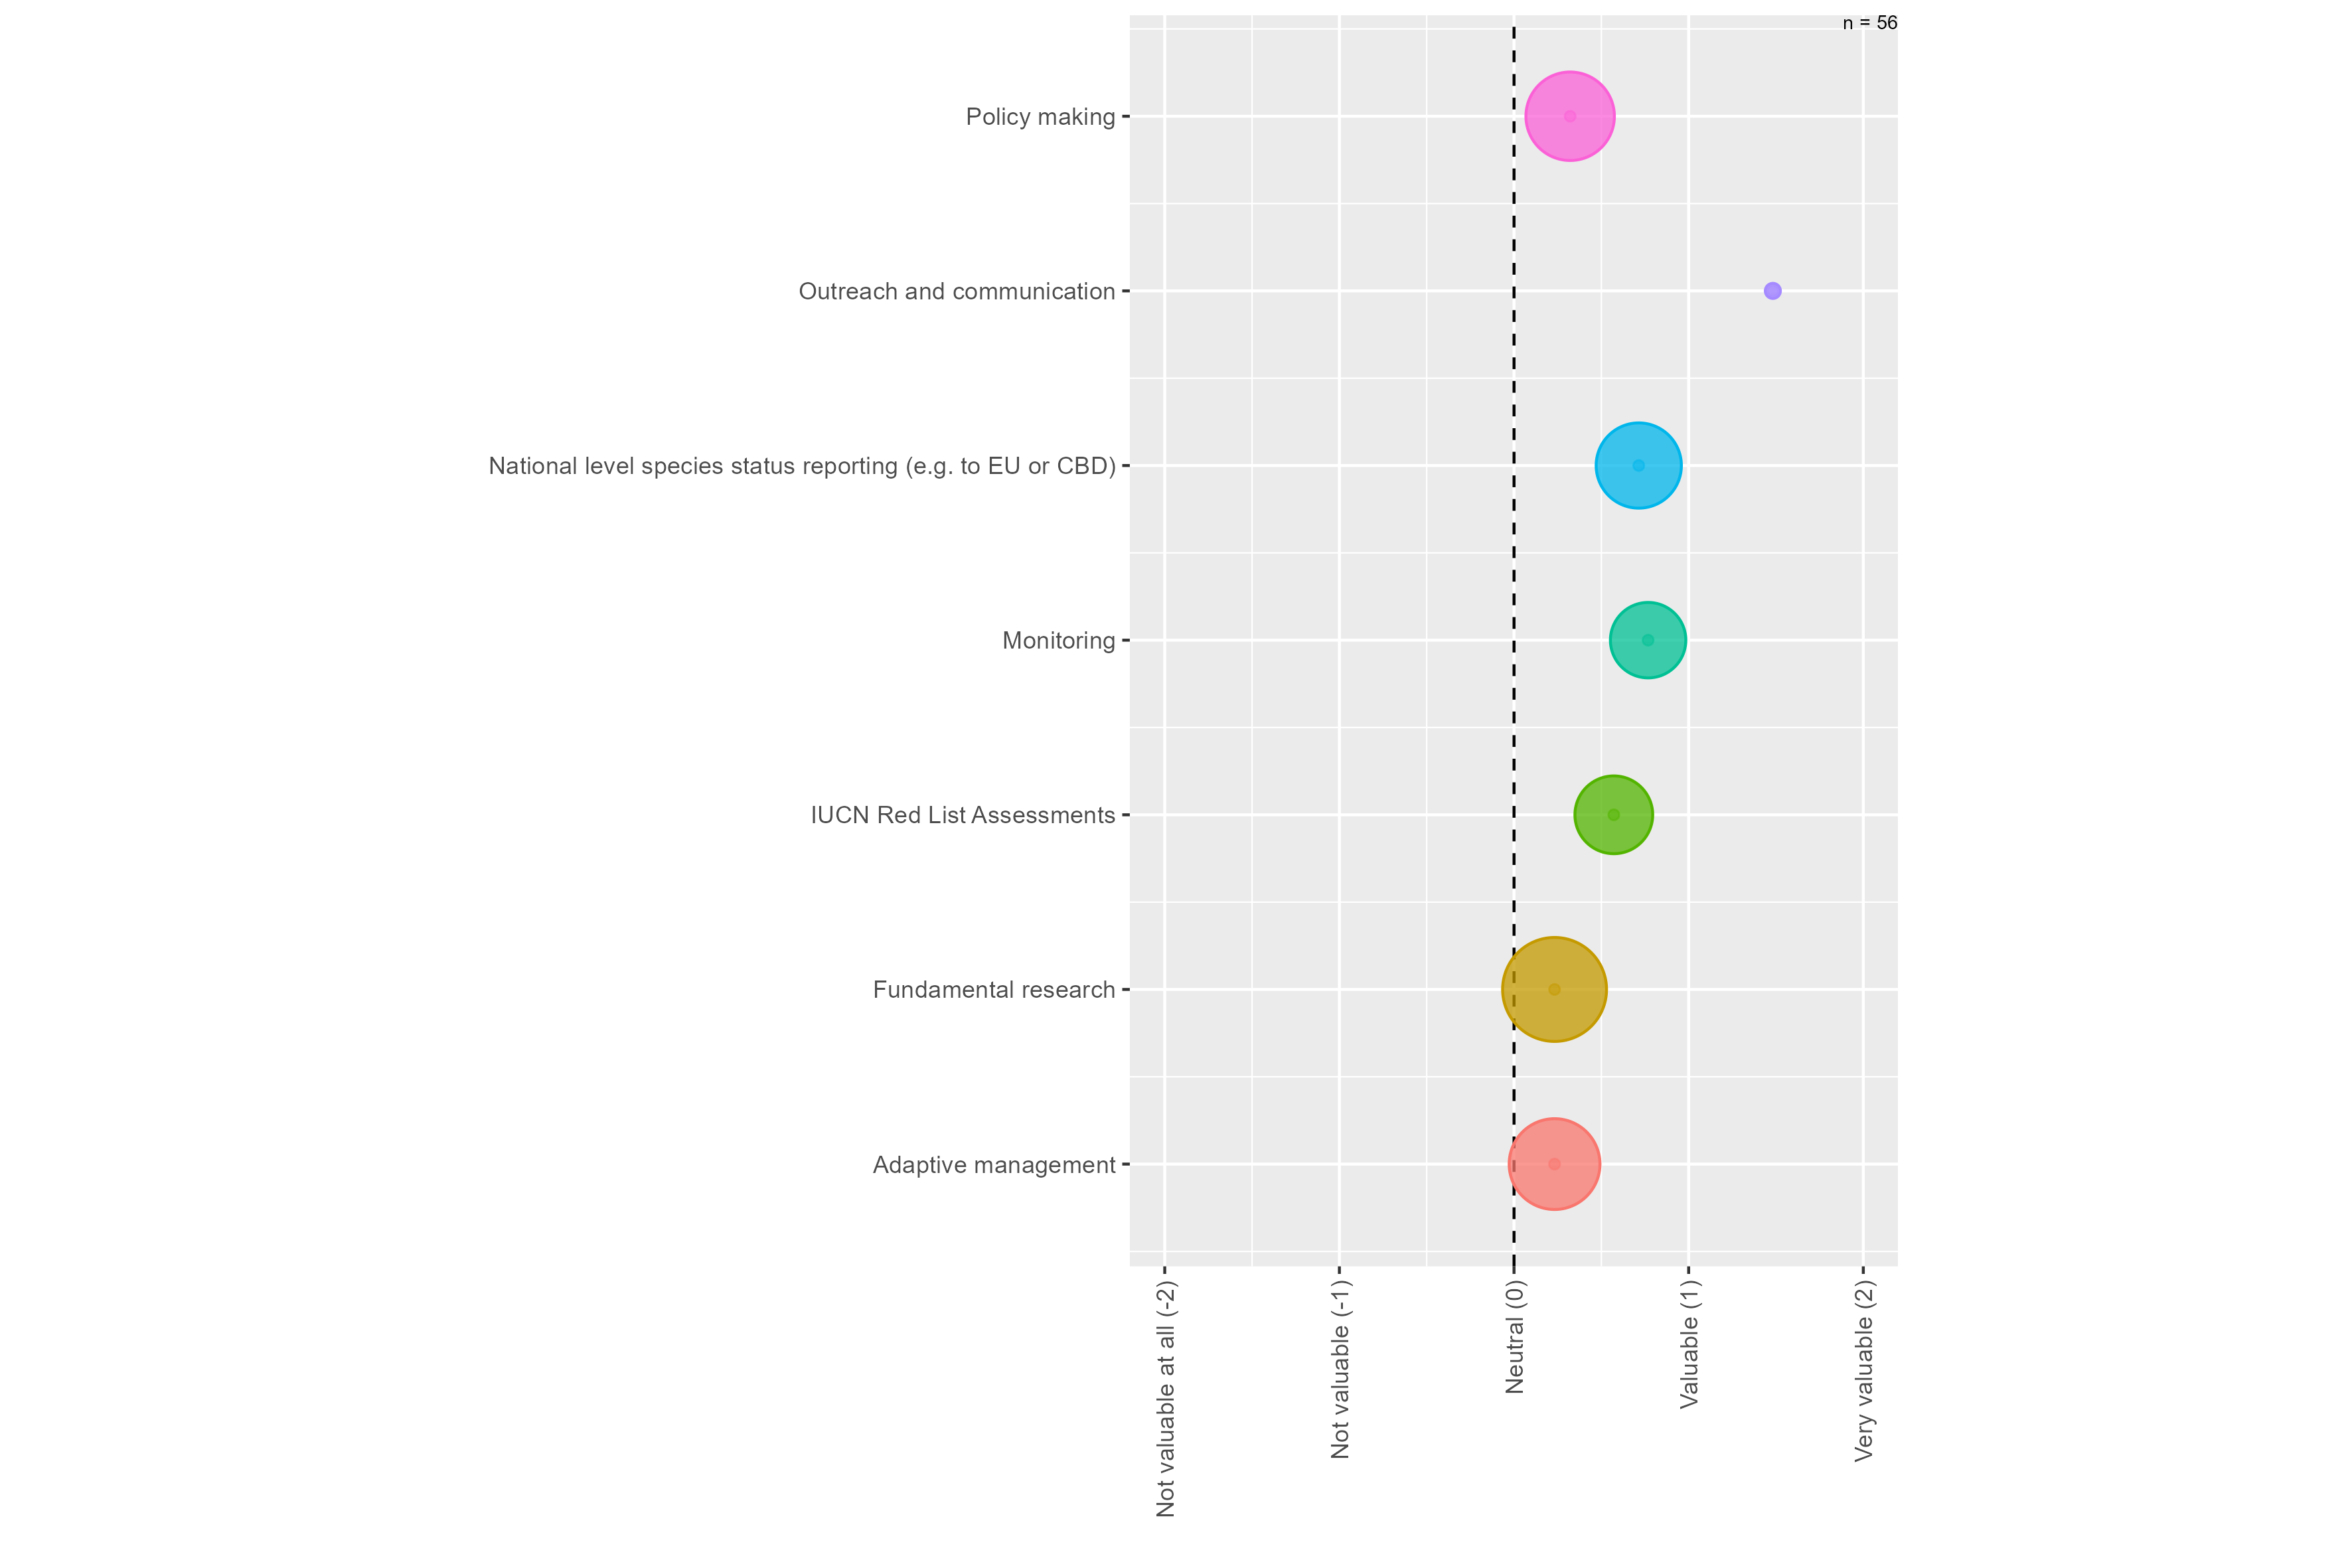 n = 56
Policy making
Outreach and communication
National level species status reporting (e.g. to EU or CBD)
Monitoring
IUCN Red List Assessments
Fundamental research
Adaptive management
Not valuable at all (-2)
Not valuable (-1)
Neutral (0)
Valuable (1)
Very valuable (2)